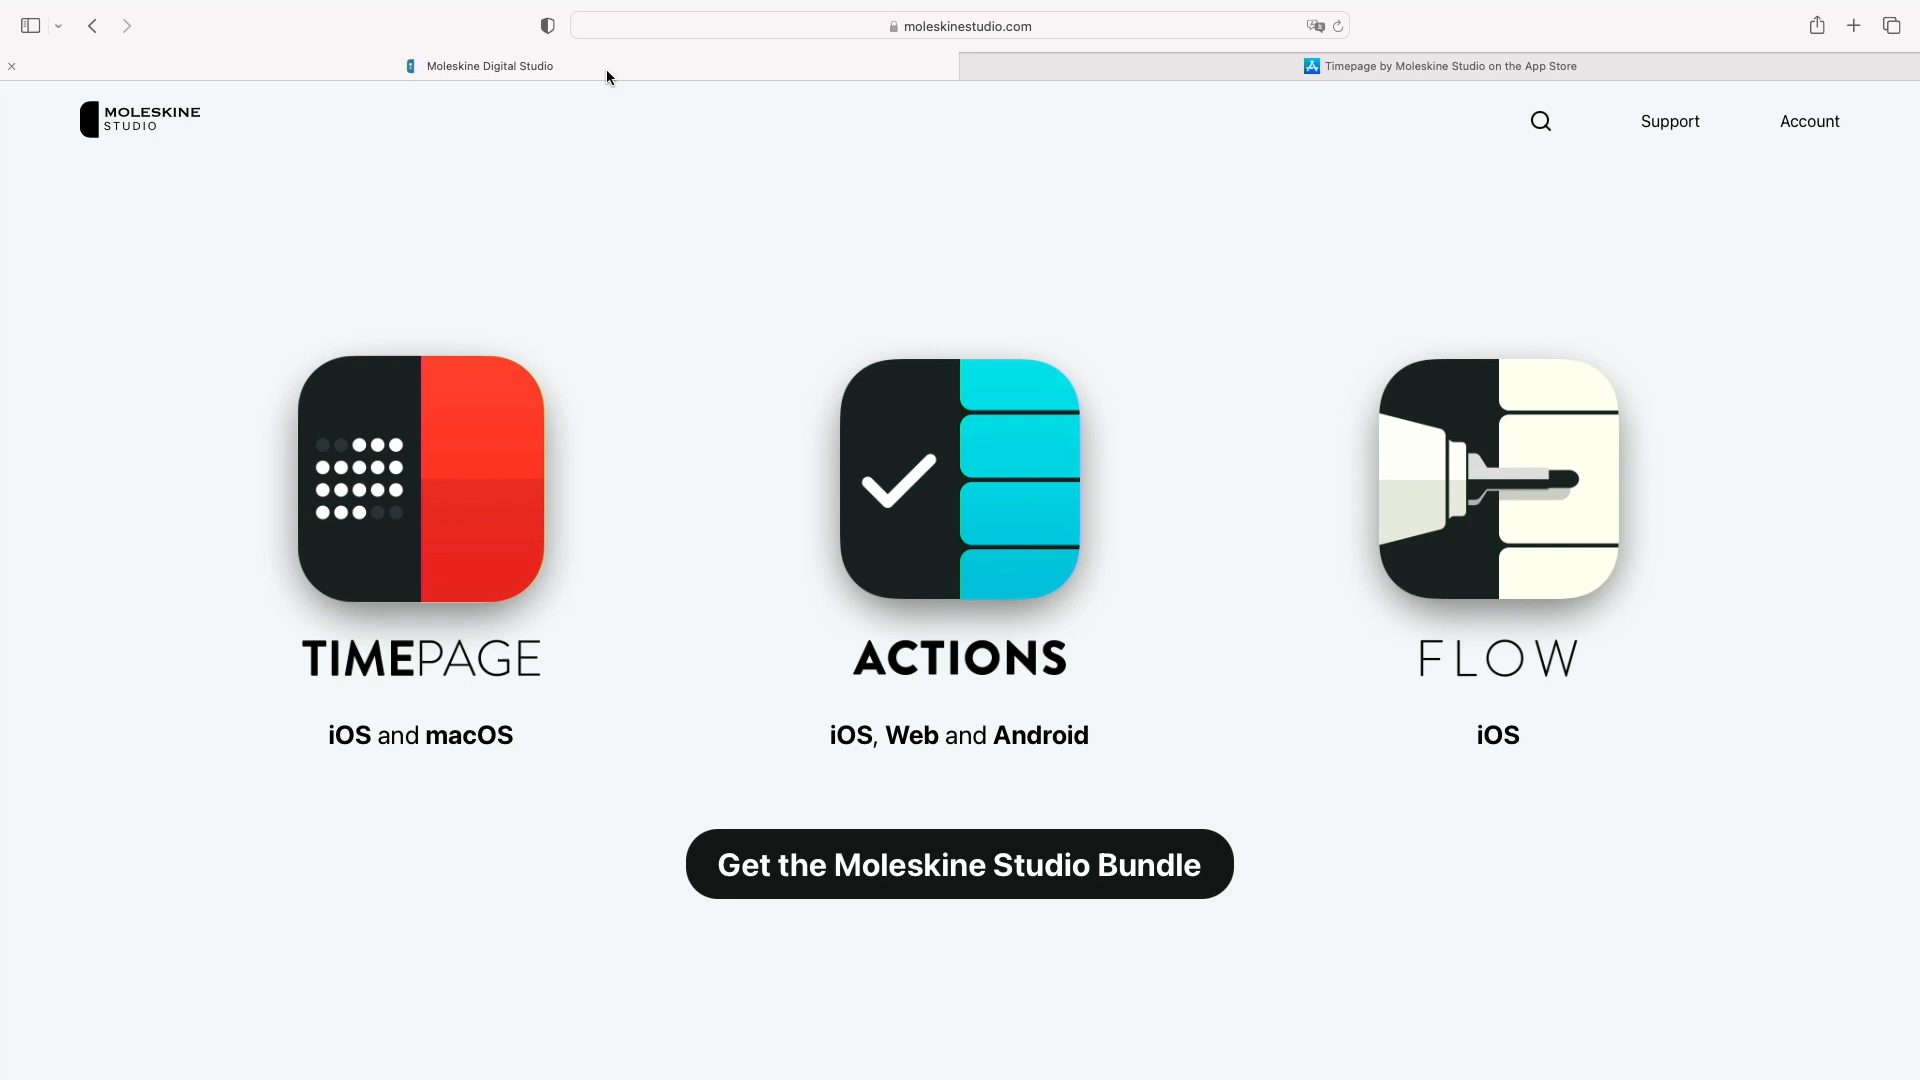 moleskinestudio.com
Moleskine Digital Studio
Timepage by Moleskine Studio on the App Store
MOLESKINE
STUDIO
Support
Account
TIMEPAGE
ACTIONS
FLOW
iOS and macOS
iOS, Web and Android
iOS
Get the Moleskine Studio Bundle